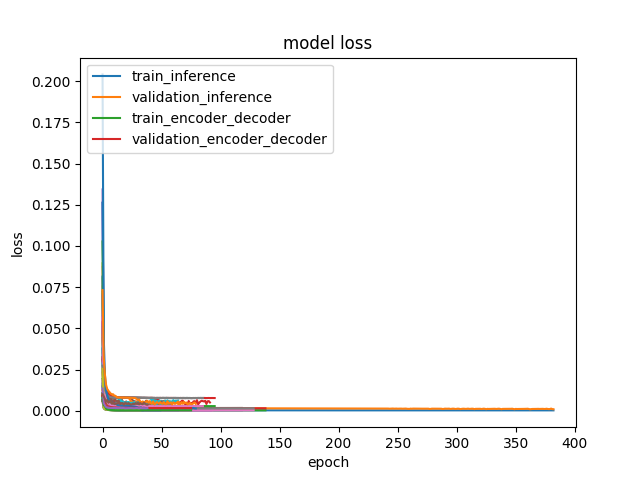 model loss
train_inference
validation_inference
train_encoder_decoder
validation_encoder_decoder
loss
0.200
0.175
0.150
0.125
0.100
0.075
0.050
0.025
0.000
0 50 100 150 200 250 300 350 400
epoch